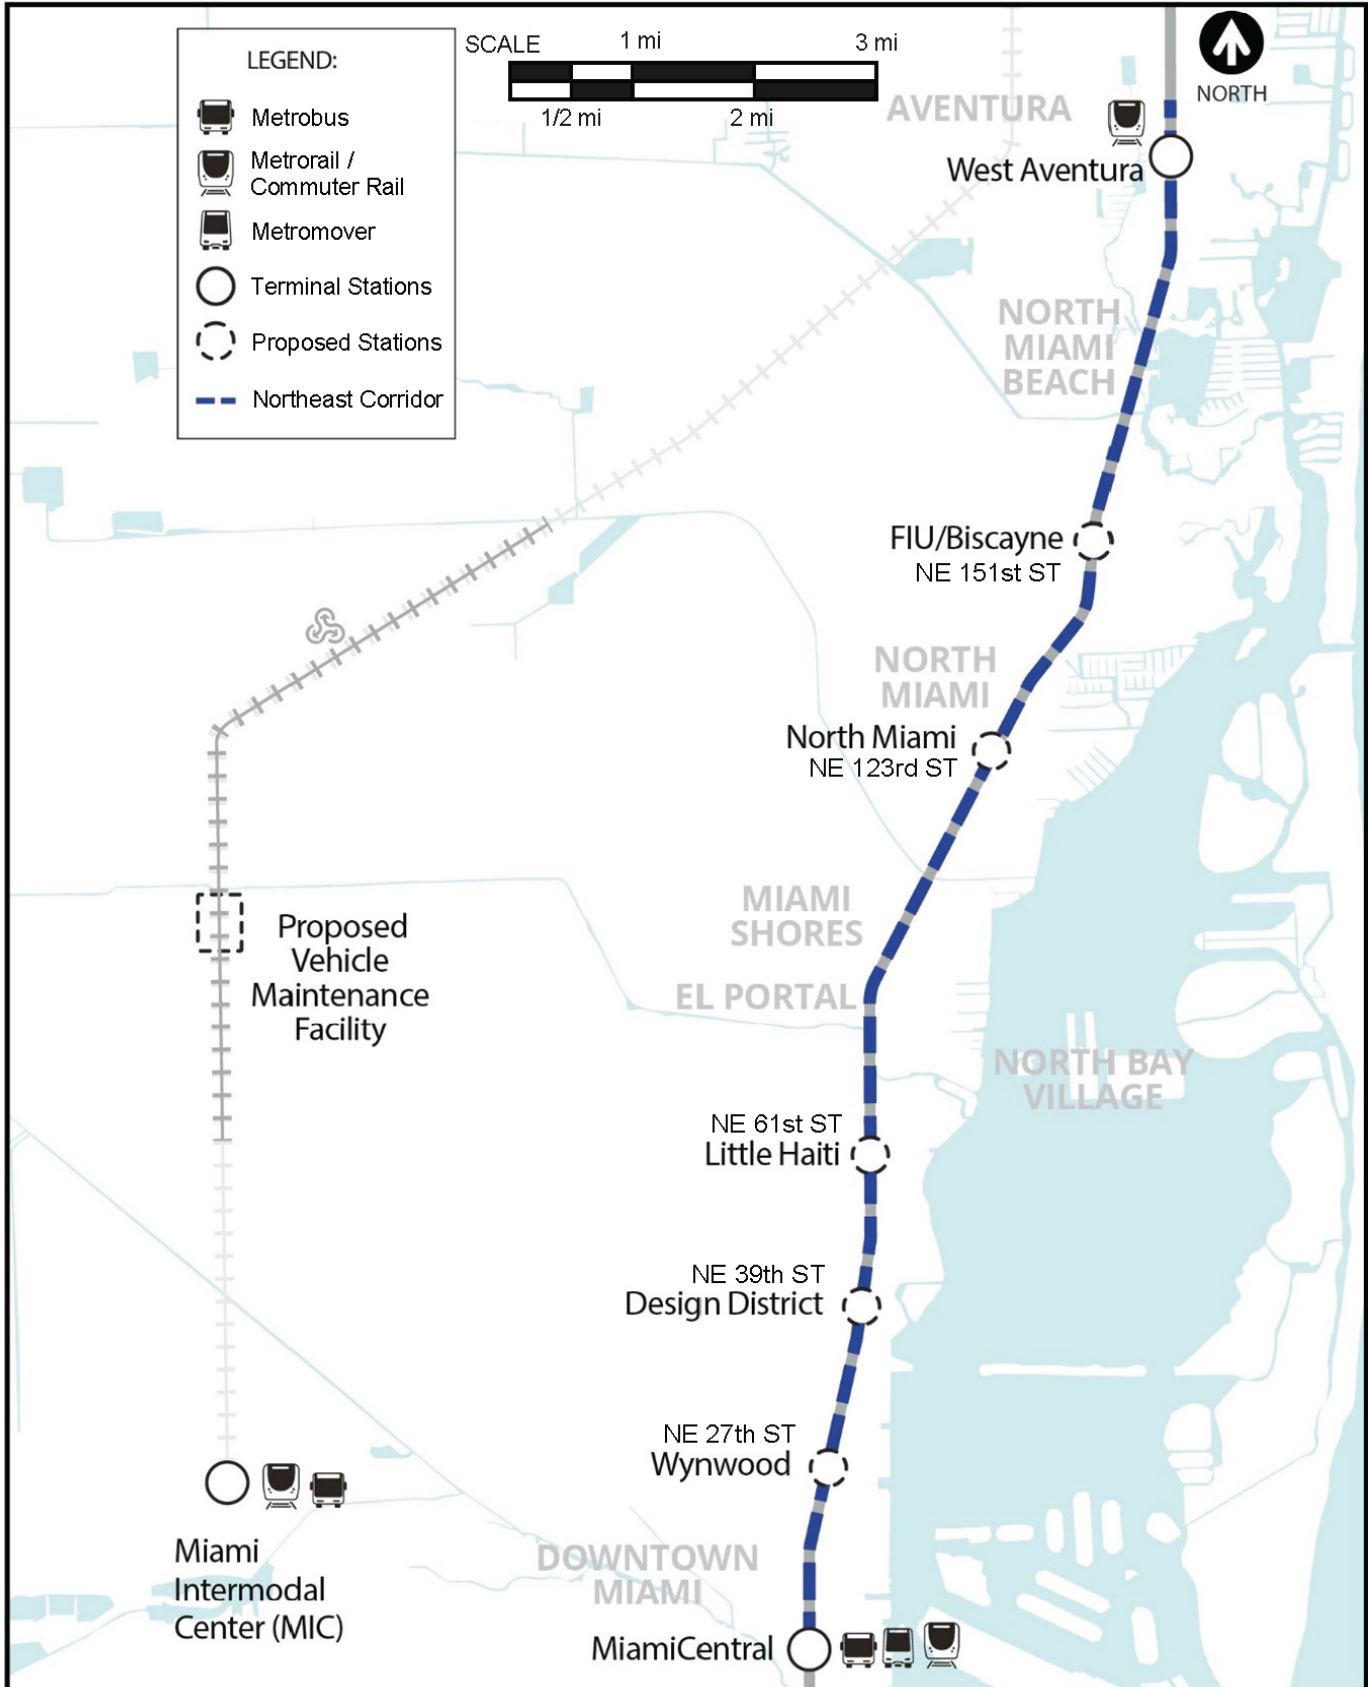 LEGEND:
Metrobus
Metrorail /
Commuter Rail
Metromover
Terminal Stations
Proposed Stations
Northeast Corridor
SCALE
1 mi
3 mi
1/2 mi
2 mi
NORTH
AVENTURA
West Aventura
NORTH
MIAMI
BEACH
FIU/Biscayne
NE 151st ST
NORTH
MIAMI
North Miami
NE 123rd ST
MIAMI
SHORES
EL PORTAL
Proposed
Vehicle
Maintenance
Facility
NORTH BAY
VILLAGE
NE 61st ST
Little Haiti
NE 39th ST
Design District
NE 27th ST
Wynwood
Miami
Intermodal
Center (MIC)
DOWNTOWN
MIAMI
MiamiCentral